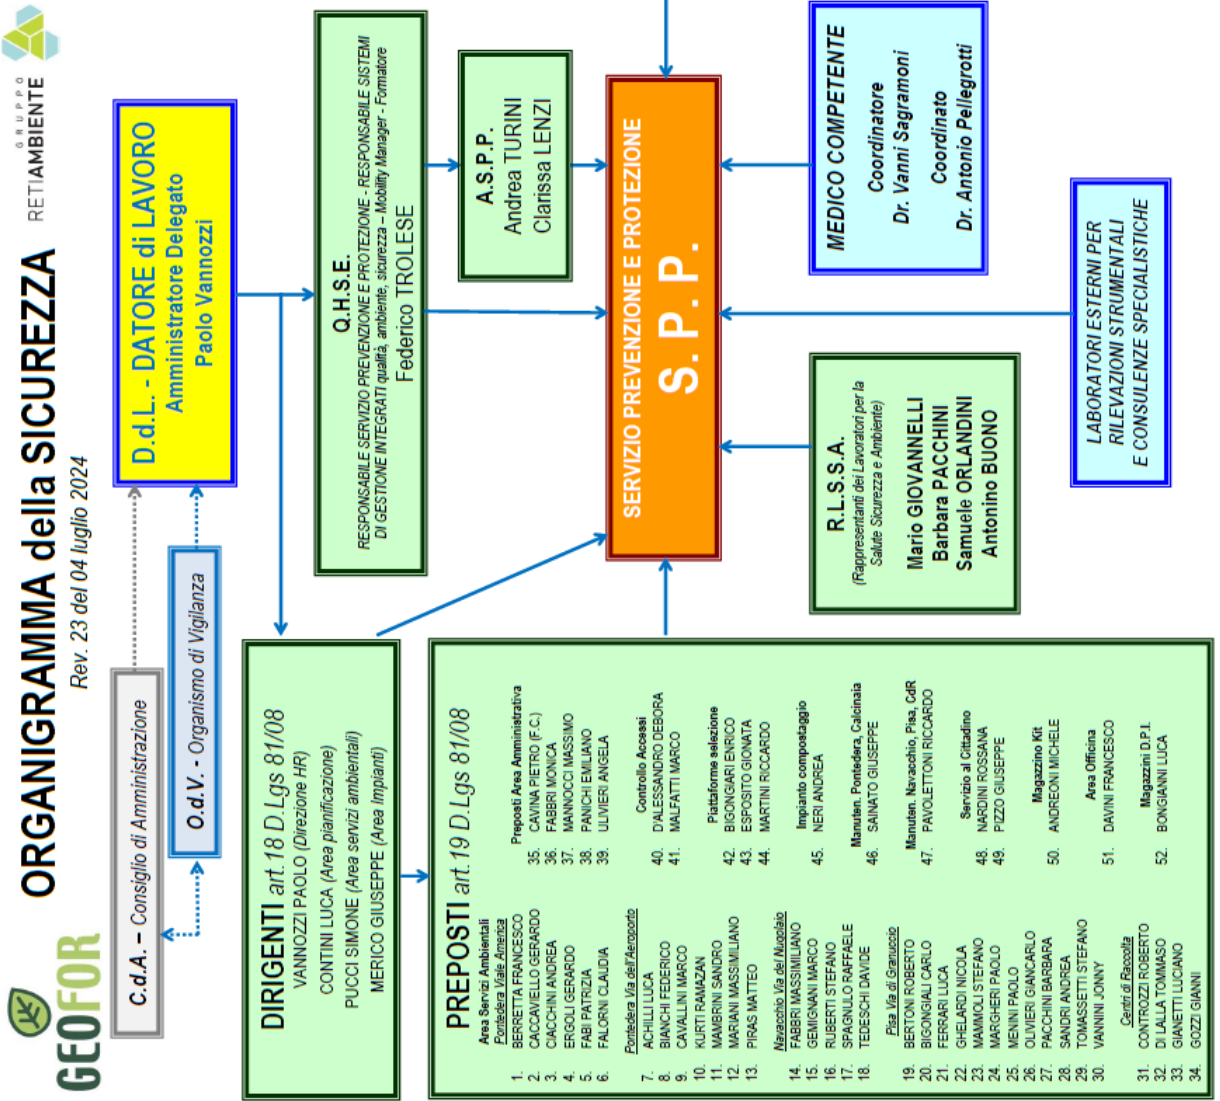 GEOFOR
ORGANIGRAMMA della SICUREZZA
Rev. 23 del 04 luglio 2024
GRUPPO
RETIAMBIENTE
C.d.A. – Consiglio di Amministrazione
O.d.V. - Organismo di Vigilanza
D.d.L. - DATORE di LAVORO
Amministratore Delegato
Paolo Vannozzi
DIRIGENTI art.18 D.Lgs 81/08
VANNOZZI PAOLO (Direzione HR)
CONTINI LUCA (Area pianificazione)
PUCCI SIMONE (Area servizi ambientali)
MERICO GIUSEPPE (Area Impianti)
Q.H.S.E.
RESPONSABILE SERVIZIO PREVENZIONE E PROTEZIONE - RESPONSABILE SISTEMI
DI GESTIONE INTEGRATI qualità, ambiente, sicurezza – Mobility Manager - Formatore
Federico TROLESE
A.S.P.P.
Andrea TURINI
Clarissa LENZI
PREPOSTI art.19 D.Lgs 81/08
Area Servizi Ambientali
Pontedera Viale America
1. BERRETTA FRANCESCO
2. CACCAVIELLO GERARDO
3. CIACCHINI ANDREA
4. ERGOLI GERARDO
5. FABI PATRIZIA
6. FALORNI CLAUDIA
Pontedera Via dell'Aeroporto
7. ACHILLI LUCA
8. BIANCHI FEDERICO
9. CAVALLINI MARCO
10. KURTI RAMAZAN
11. MAMBRINI SANDRO
12. MARIANI MASSIMILIANO
13. PIRAS MATTEO
Navacchio Via del Nugolaio
14. FABBRI MASSIMILIANO
15. GEMIGNANI MARCO
16. RUBERTI STEFANO
17. SPAGNULO RAFFAELE
18. TEDESCHI DAVIDE
Pisa Via di Granuccio
19. BERTONI ROBERTO
20. BIGONGIALI CARLO
21. FERRARI LUCA
22. GHELARDI NICOLA
23. MAMMOLI STEFANO
24. MARGHERI PAOLO
25. MENINI PAOLO
26. OLIVIERI GIANCARLO
27. PACCHINI BARBARA
28. SANDRI ANDREA
29. TOMASSETTI STEFANO
30. VANNINI JONNY
Centri di Raccolta
31. CONTROZZI ROBERTO
32. DI LALLA TOMMASO
33. GIANETTI LUCIANO
34. GOZZI GIANNI
Preposti Area Amministrativa
35. CAVINA PIETRO (F.C.)
36. FABBRI MONICA
37. MANNOCCI MASSIMO
38. PANICHI EMILIANO
39. ULIVIERI ANGELA
Controllo Accessi
40. D'ALESSANDRO DEBORA
41. MALFATTI MARCO
Piattaforme selezione
42. BIGONGIARI ENRICO
43. ESPOSITO GIONATA
44. MARTINI RICCARDO
Impianto compostaggio
45. NERI ANDREA
Manuten. Pontedera, Calcinaia
46. SAINATO GIUSEPPE
Manuten. Navacchio, Pisa, CdR
47. PAVOLETTONI RICCARDO
Servizio al Cittadino
48. NARDINI ROSSANA
49. PIZZO GIUSEPPE
Magazzino Kit
50. ANDREONI MICHELE
Area Officina
51. DAVINI FRANCESCO
Magazzini D.P.I.
52. BONGIANNI LUCA
SERVIZIO PREVENZIONE E PROTEZIONE
S. P. P.
R.L.S.S.A.
(Rappresentanti dei Lavoratori per la
Salute Sicurezza e Ambiente)
Mario GIOVANNELLI
Barbara PACCHINI
Samuele ORLANDINI
Antonino BUONO
MEDICO COMPETENTE
Coordinatore
Dr. Vanni Sagramoni
Coordinato
Dr. Antonio Pellegrotti
LABORATORI ESTERNI PER
RILEVAZIONI STRUMENTALI
E CONSULENZE SPECIALISTICHE